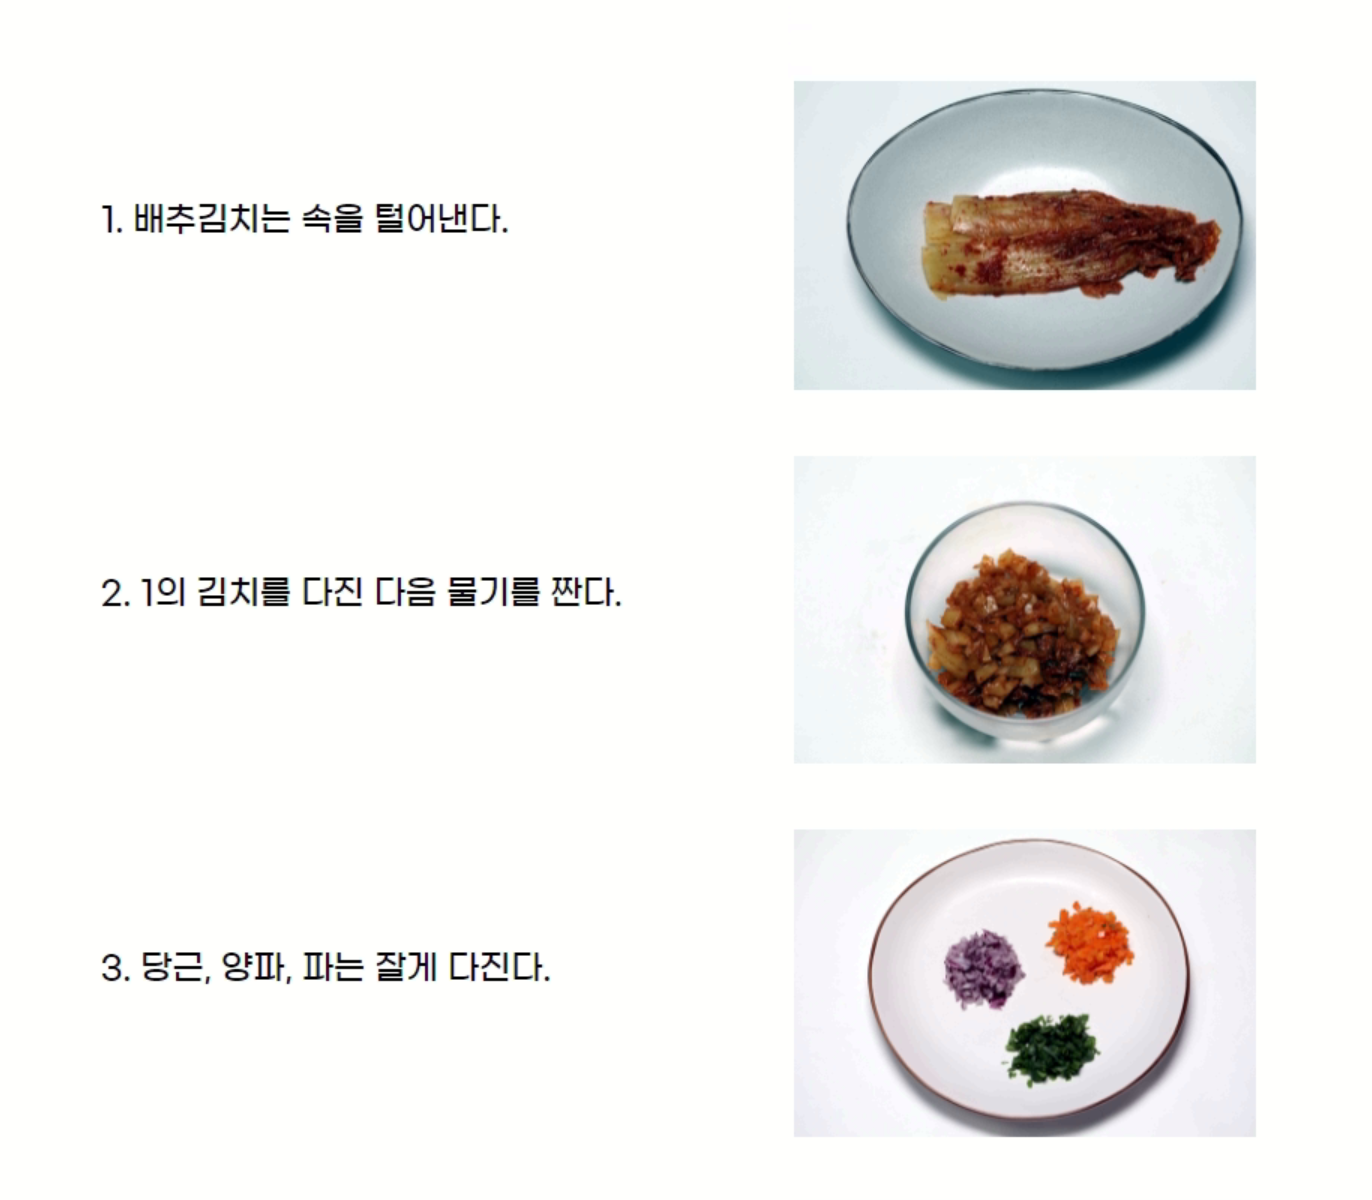 1. 배추김치는 속을 털어낸다.
2. 1의 김치를 다진 다음 물기를 짠다.
3. 당근, 양파, 파는 잘게 다진다.